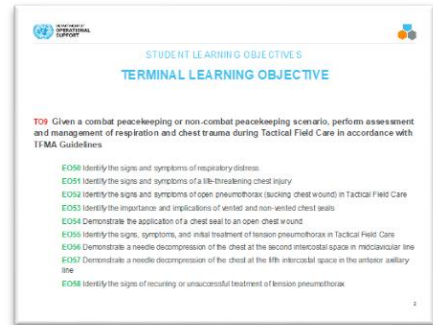 DEPARTMENT OF
OPERATIONAL
SUPPORT
STUDENT LEARNING OBJECTIVES
TERMINAL LEARNING OBJECTIVE
TO9 Given a combat peacekeeping or non-combat peacekeeping scenario, perform assessment
and management of respiration and chest trauma during Tactical Field Care in accordance with
TFMA Guidelines
EO50 Identify the signs and symptoms of respiratory distress
EO51 Identify the signs and symptoms of a life-threatening chest injury
EO52 Identify the signs and symptoms of open pneumothorax (sucking chest wound) in Tactical Field Care
EO53 Identify the importance and implications of vented and non-vented chest seals
EO54 Demonstrate the application of a chest seal to an open chest wound
EO55 Identify the signs, symptoms, and initial treatment of tension pneumothorax in Tactical Field Care
EO56 Demonstrate a needle decompression of the chest at the second intercostal space in midclavicular line
EO57 Demonstrate a needle decompression of the chest at the fifth intercostal space in the anterior axillary
line
EO58 Identify the signs of recurring or unsuccessful treatment of tension pneumothorax
2